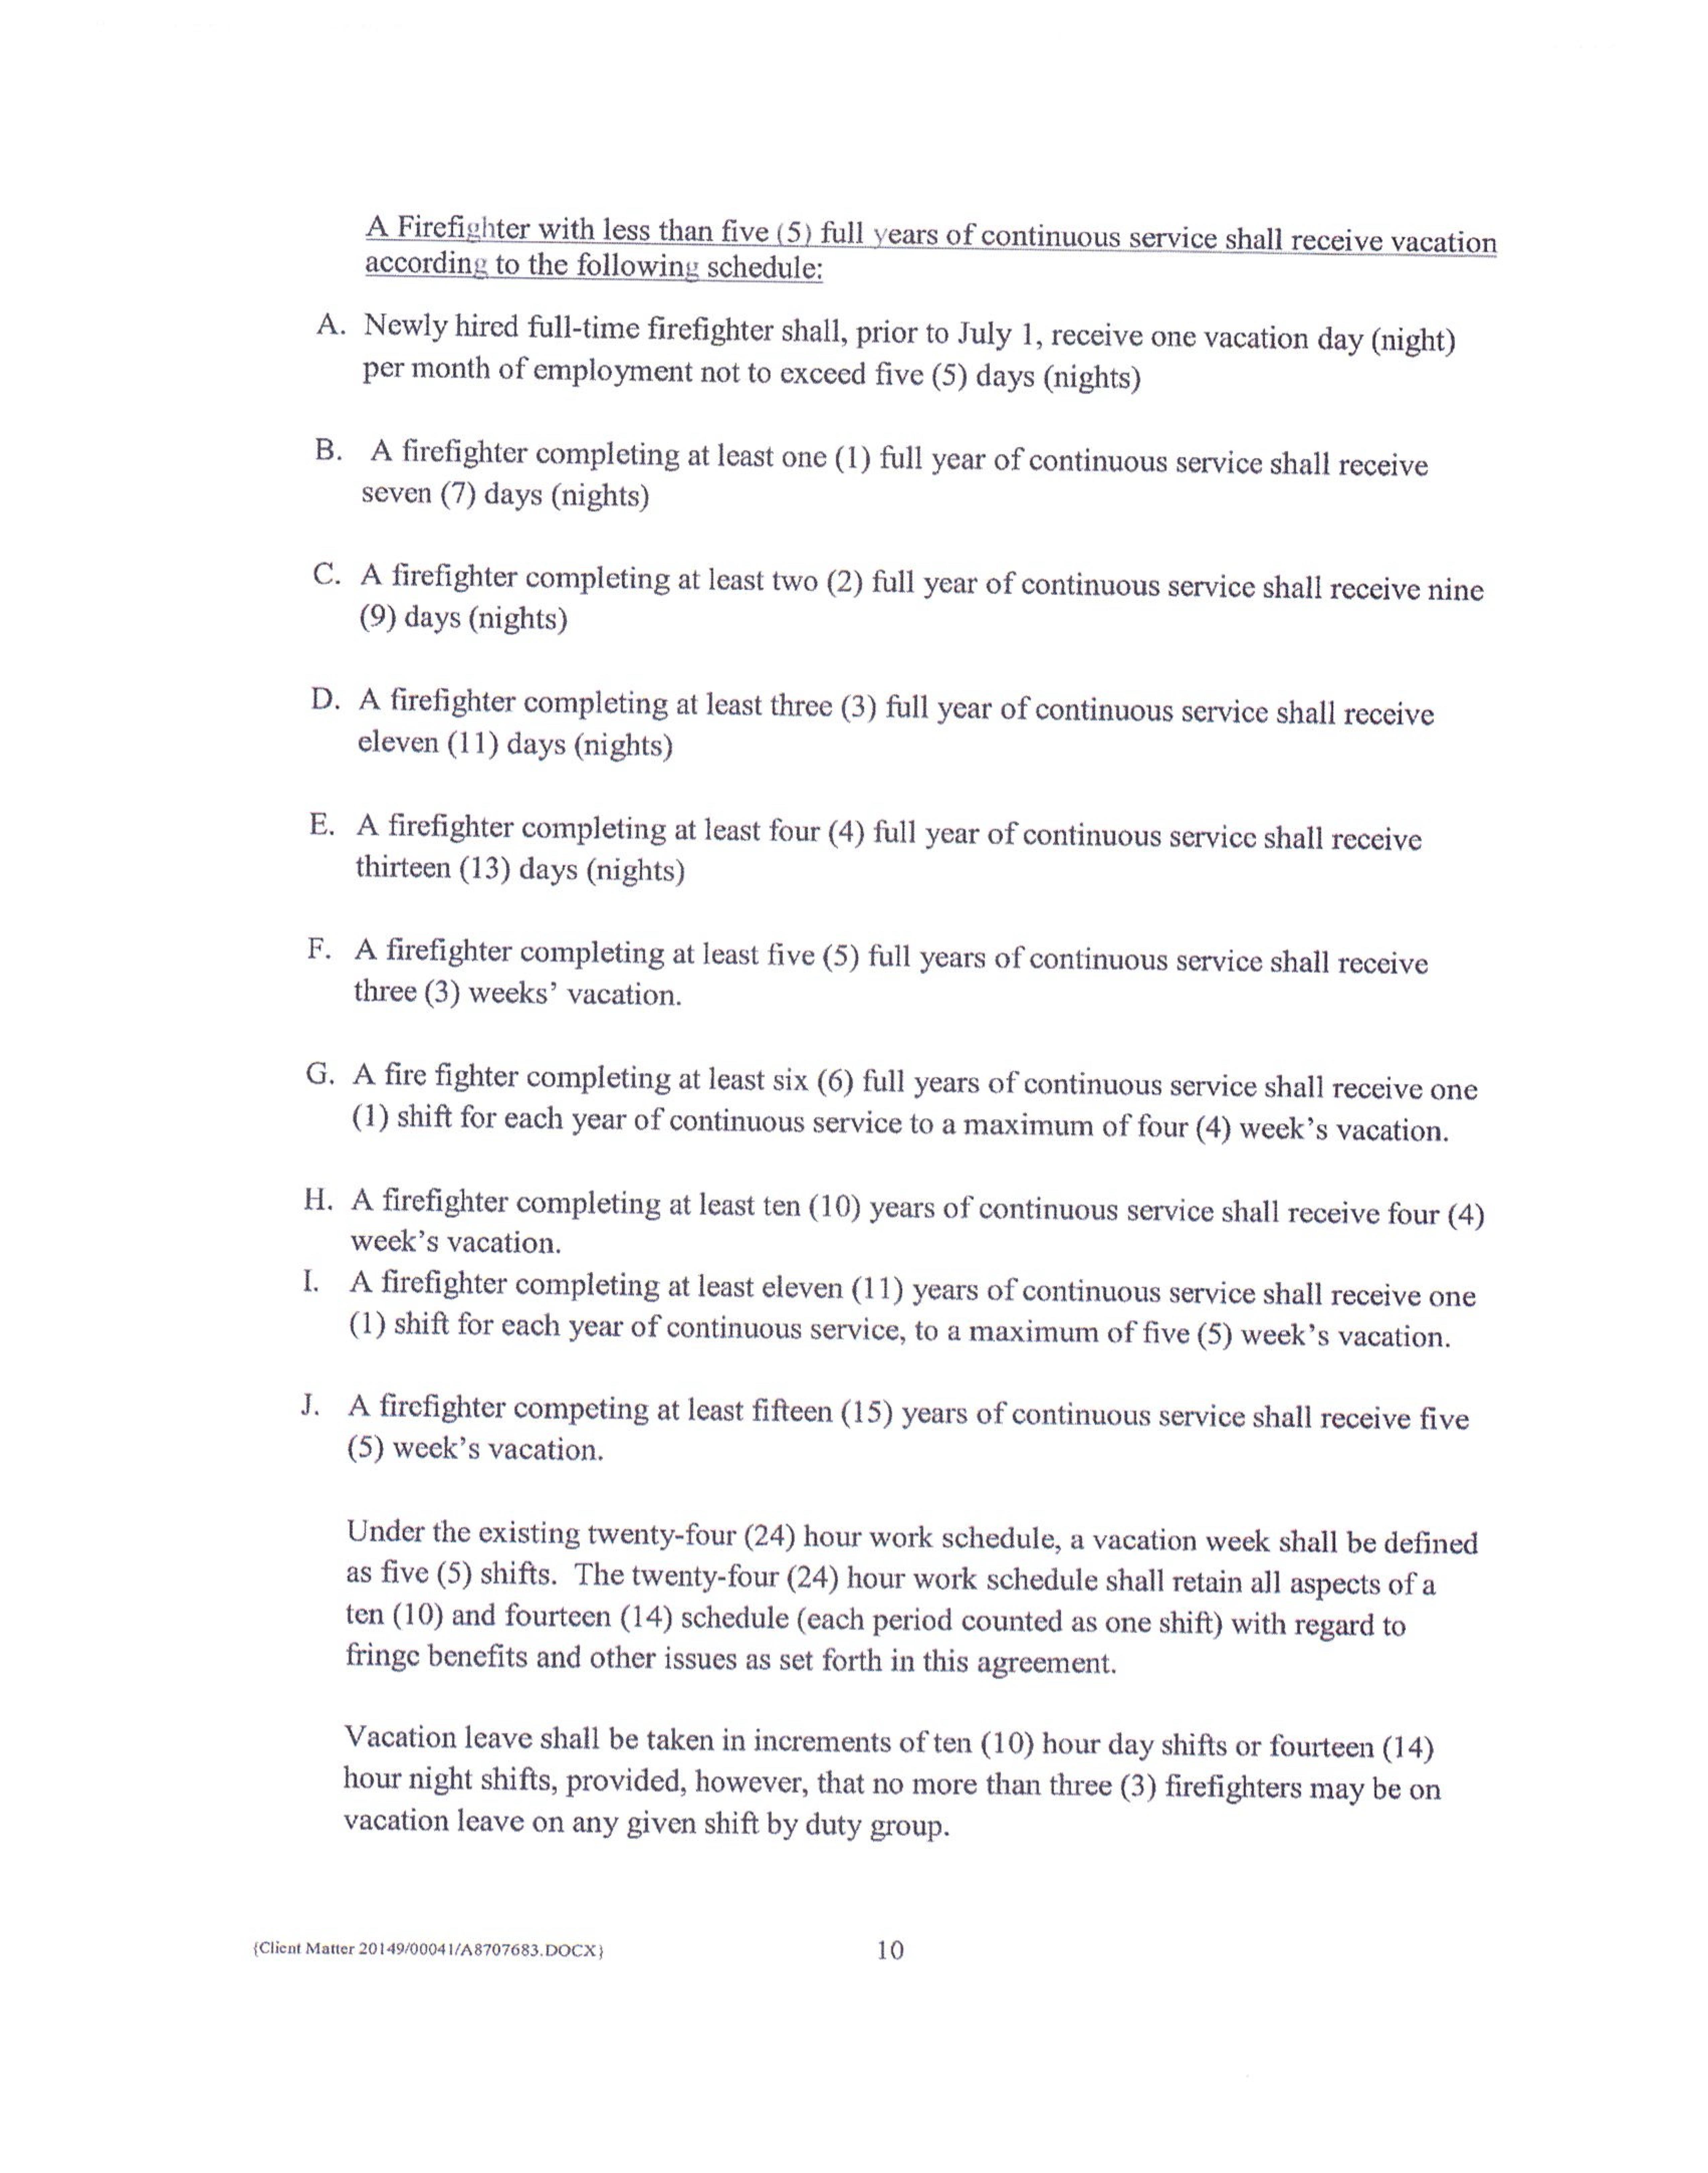 A Firefighter with less than five (5) full years of continuous service shall receive vacation
according to the following schedule:
A. Newly hired full-time firefighter shall, prior to July 1, receive one vacation day (night)
per month of employment not to exceed five (5) days (nights)
B. A firefighter completing at least one (1) full year of continuous service shall receive
seven (7) days (nights)
C. A firefighter completing at least two (2) full year of continuous service shall receive nine
(9) days (nights)
D. A firefighter completing at least three (3) full year of continuous service shall receive
eleven (11) days (nights)
E. A firefighter completing at least four (4) full year of continuous service shall receive
thirteen (13) days (nights)
F. A firefighter completing at least five (5) full years of continuous service shall receive
three (3) weeks' vacation.
G. A fire fighter completing at least six (6) full years of continuous service shall receive one
(1) shift for each year of continuous service to a maximum of four (4) week's vacation.
H. A firefighter completing at least ten (10) years of continuous service shall receive four (4)
week's vacation.
I. A firefighter completing at least eleven (11) years of continuous service shall receive one
(1) shift for each year of continuous service, to a maximum of five (5) week's vacation.
J. A firefighter competing at least fifteen (15) years of continuous service shall receive five
(5) week's vacation.
Under the existing twenty-four (24) hour work schedule, a vacation week shall be defined
as five (5) shifts. The twenty-four (24) hour work schedule shall retain all aspects of a
ten (10) and fourteen (14) schedule (each period counted as one shift) with regard to
fringe benefits and other issues as set forth in this agreement.
Vacation leave shall be taken in increments of ten (10) hour day shifts or fourteen (14)
hour night shifts, provided, however, that no more than three (3) firefighters may be on
vacation leave on any given shift by duty group.
{Client Matter 20149/00041/A8707683.DOCX} 10